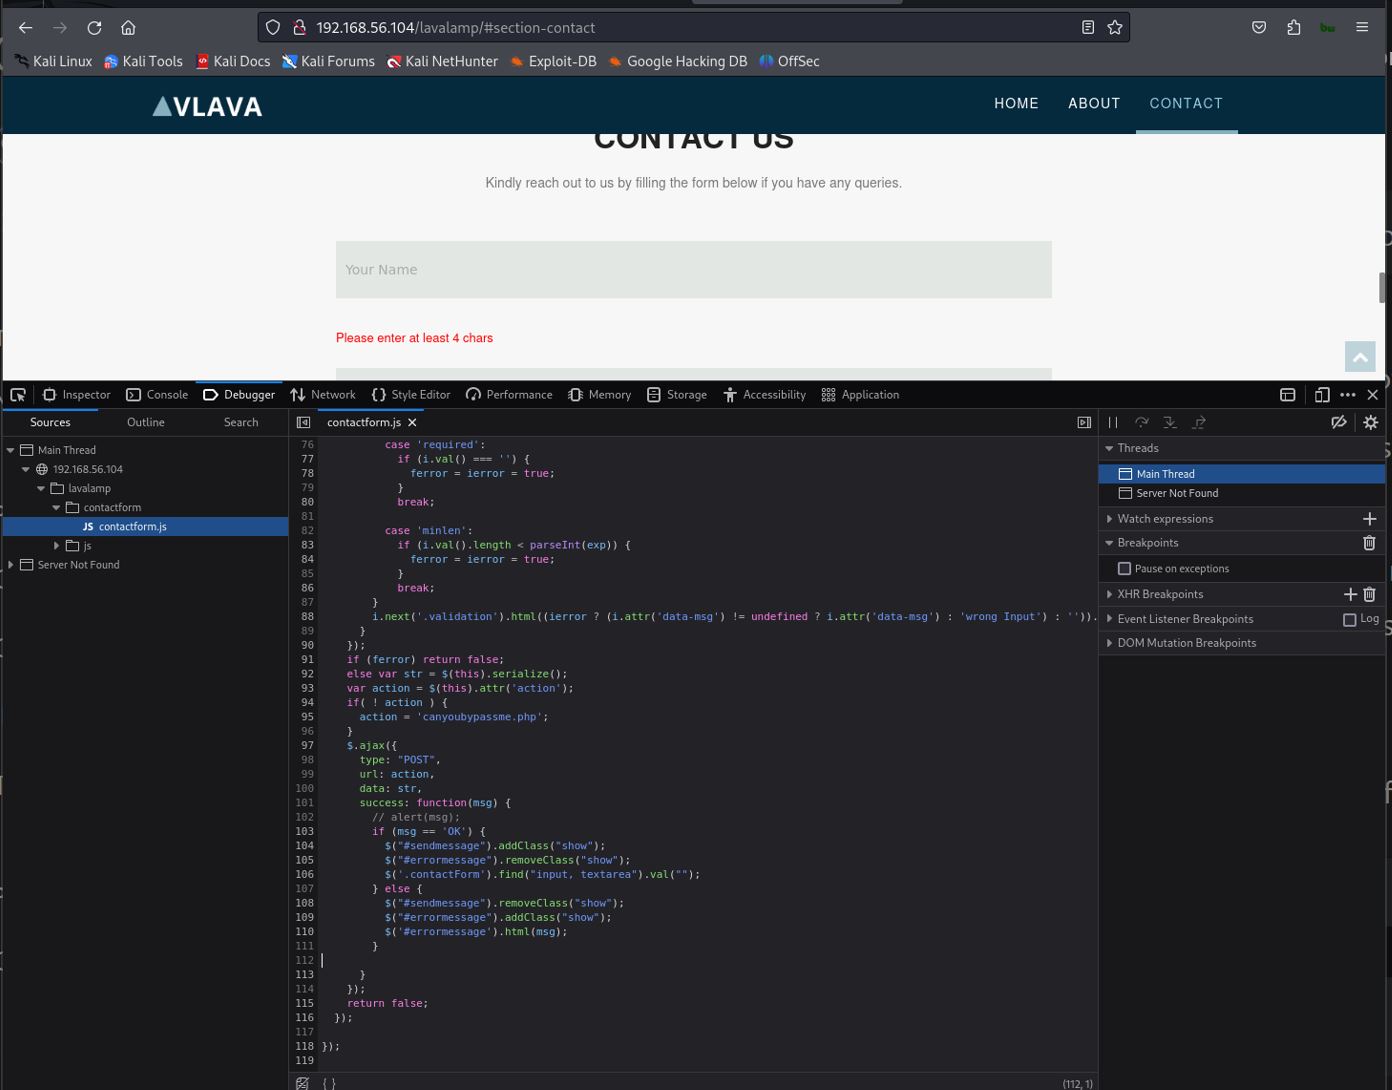 192.168.56.104/lavalamp/#section-contact
Kali Linux Kali Tools Kali Docs Kali Forums Kali NetHunter Exploit-DB Google Hacking DB OffSec
VLAVA HOME ABOUT CONTACT
CONTACT US
Kindly reach out to us by filling the form below if you have any queries.
Your Name
Please enter at least 4 chars
Inspector Console Debugger Network Style Editor Performance Memory Storage Accessibility Application
Sources Outline Search
contactform.js
Main Thread
192.168.56.104
lavalamp
contactform
JS contactform.js
js
Server Not Found
76 case 'required':
77 if (i.val() === '') {
78 ferror = ierror = true;
79 }
80 break;
81
82 case 'minlen':
83 if (i.val().length < parseInt(exp)) {
84 ferror = ierror = true;
85 }
86 break;
87 }
88 i.next('.validation').html((ierror ? (i.attr('data-msg') != undefined ? i.attr('data-msg') : 'wrong Input') : '')).
89 }
90 });
91 if (ferror) return false;
92 else var str = $(this).serialize();
93 var action = $(this).attr('action');
94 if( ! action ) {
95 action = 'canyoubypassme.php';
96 }
97 $.ajax({
98 type: "POST",
99 url: action,
100 data: str,
101 success: function(msg) {
102 // alert(msg);
103 if (msg == 'OK') {
104 $("#sendmessage").addClass("show");
105 $("#errormessage").removeClass("show");
106 $('.contactForm').find("input, textarea").val("");
107 } else {
108 $("#sendmessage").removeClass("show");
109 $("#errormessage").addClass("show");
110 $('#errormessage').html(msg);
111 }
112
113 }
114 });
115 return false;
116 });
117
118 });
119
{ } (112, 1)
Threads
Main Thread
Server Not Found
Watch expressions
Breakpoints
Pause on exceptions
XHR Breakpoints
Event Listener Breakpoints Log
DOM Mutation Breakpoints